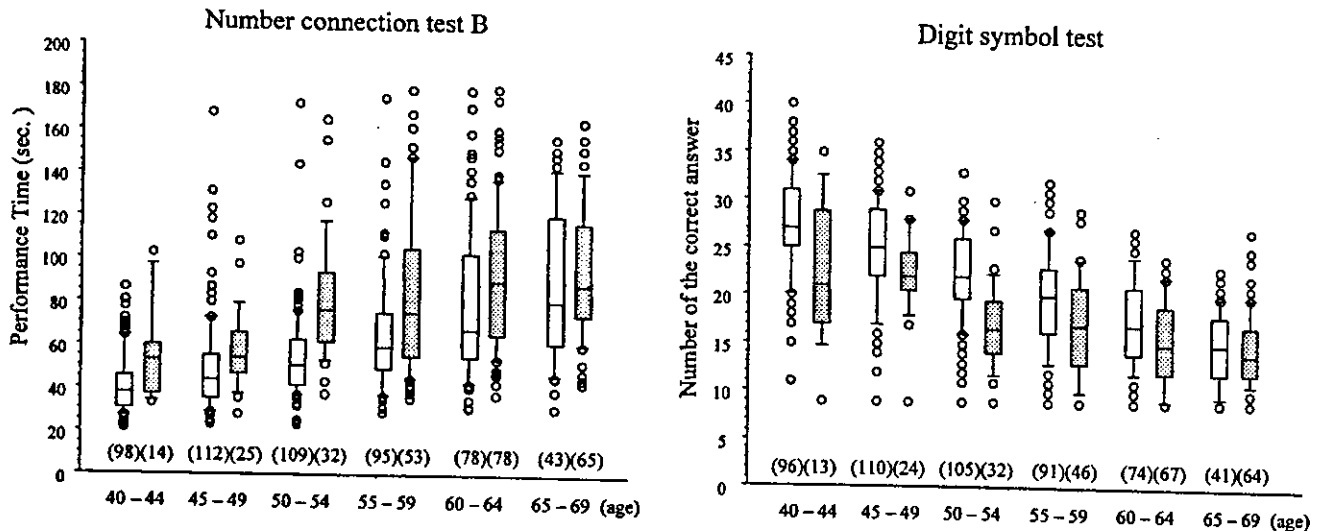 Number connection test B
Performance Time (sec.)
200
180
160
140
120
100
80
60
40
20
0
(98)(14) (112)(25) (109)(32) (95)(53) (78)(78) (43)(65)
40 – 44 45 – 49 50 – 54 55 – 59 60 – 64 65 – 69 (age)
Digit symbol test
Number of the correct answer
45
40
35
30
25
20
15
10
5
0
(96)(13) (110)(24) (105)(32) (91)(46) (74)(67) (41)(64)
40 – 44 45 – 49 50 – 54 55 – 59 60 – 64 65 – 69 (age)